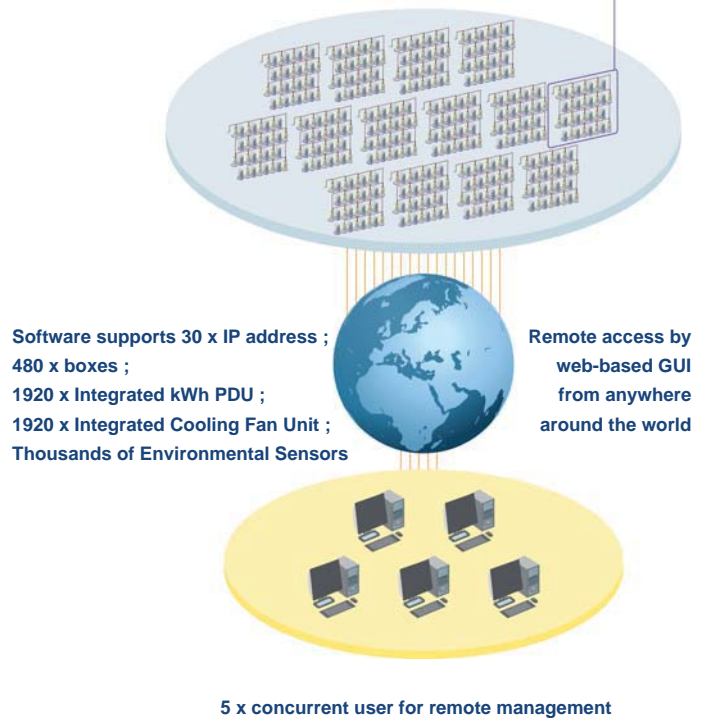 Software supports 30 x IP address ;
480 x boxes ;
1920 x Integrated kWh PDU ;
1920 x Integrated Cooling Fan Unit ;
Thousands of Environmental Sensors
Remote access by
web-based GUI
from anywhere
around the world
5 x concurrent user for remote management